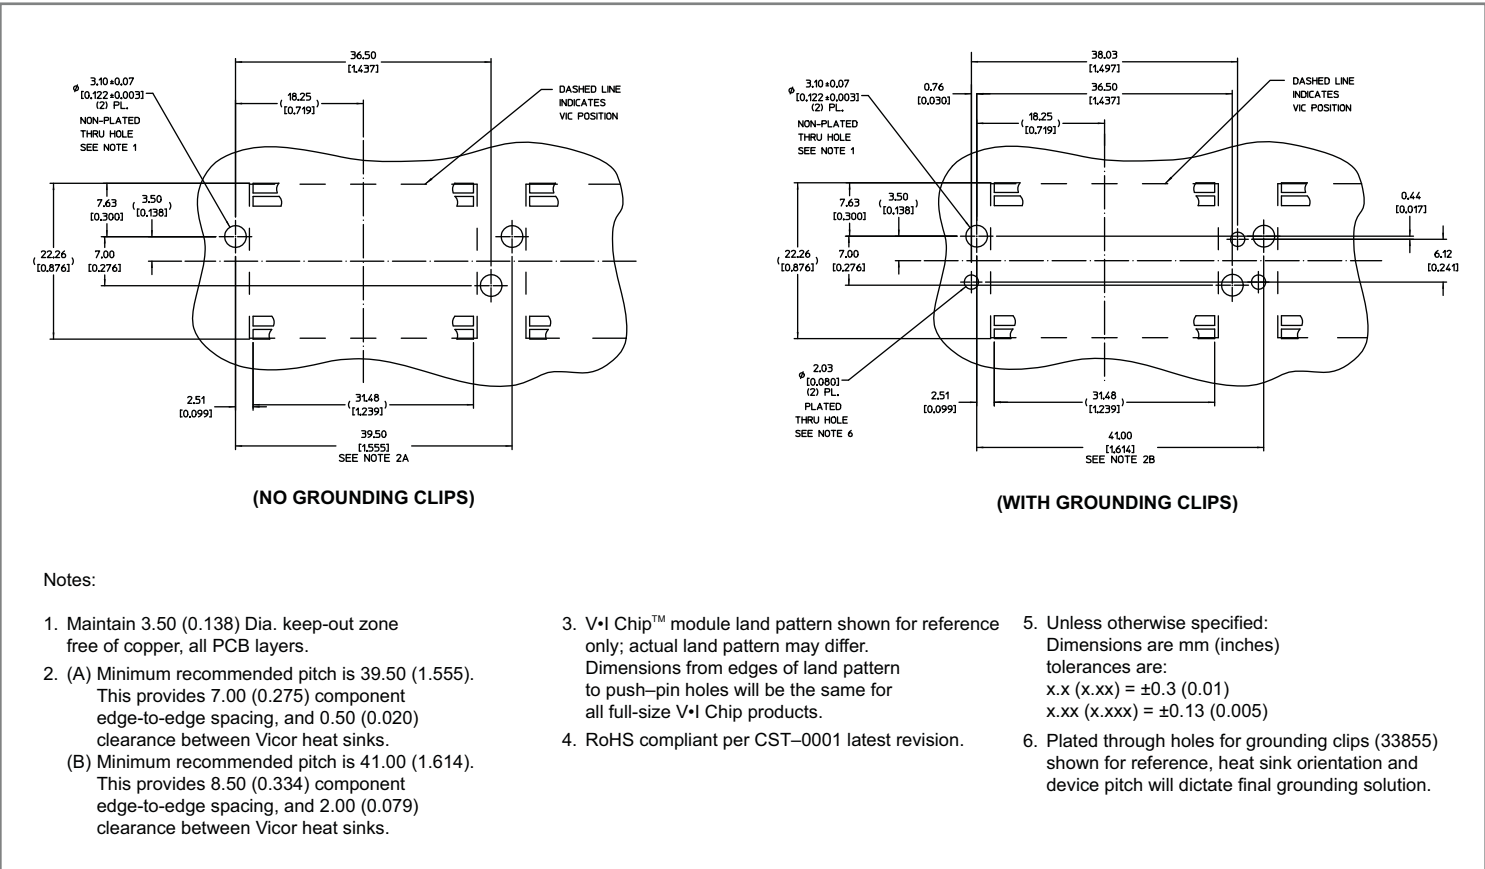 36.50
[1.437]
3.10±0.07
ø [0.122±0.003]
(2) PL.
NON-PLATED
THRU HOLE
SEE NOTE 1
( 18.25 )
[0.719]
DASHED LINE
INDICATES
VIC POSITION
7.63
[0.300]
( 3.50 )
[0.138]
( 22.26 )
[0.876]
7.00
[0.276]
2.51
[0.099]
( 31.48 )
[1.239]
39.50
[1.555]
SEE NOTE 2A
(NO GROUNDING CLIPS)
38.03
[1.497]
3.10±0.07
ø [0.122±0.003]
(2) PL.
NON-PLATED
THRU HOLE
SEE NOTE 1
0.76
[0.030]
36.50
[1.437]
( 18.25 )
[0.719]
DASHED LINE
INDICATES
VIC POSITION
7.63
[0.300]
( 3.50 )
[0.138]
0.44
[0.017]
( 22.26 )
[0.876]
7.00
[0.276]
6.12
[0.241]
ø 2.03
[0.080]
(2) PL.
PLATED
THRU HOLE
SEE NOTE 6
2.51
[0.099]
( 31.48 )
[1.239]
41.00
[1.614]
SEE NOTE 2B
(WITH GROUNDING CLIPS)
Notes:
1. Maintain 3.50 (0.138) Dia. keep-out zone
free of copper, all PCB layers.
2. (A) Minimum recommended pitch is 39.50 (1.555).
This provides 7.00 (0.275) component
edge-to-edge spacing, and 0.50 (0.020)
clearance between Vicor heat sinks.
(B) Minimum recommended pitch is 41.00 (1.614).
This provides 8.50 (0.334) component
edge-to-edge spacing, and 2.00 (0.079)
clearance between Vicor heat sinks.
3. V•I Chip™ module land pattern shown for reference
only; actual land pattern may differ.
Dimensions from edges of land pattern
to push–pin holes will be the same for
all full-size V•I Chip products.
4. RoHS compliant per CST–0001 latest revision.
5. Unless otherwise specified:
Dimensions are mm (inches)
tolerances are:
x.x (x.xx) = ±0.3 (0.01)
x.xx (x.xxx) = ±0.13 (0.005)
6. Plated through holes for grounding clips (33855)
shown for reference, heat sink orientation and
device pitch will dictate final grounding solution.